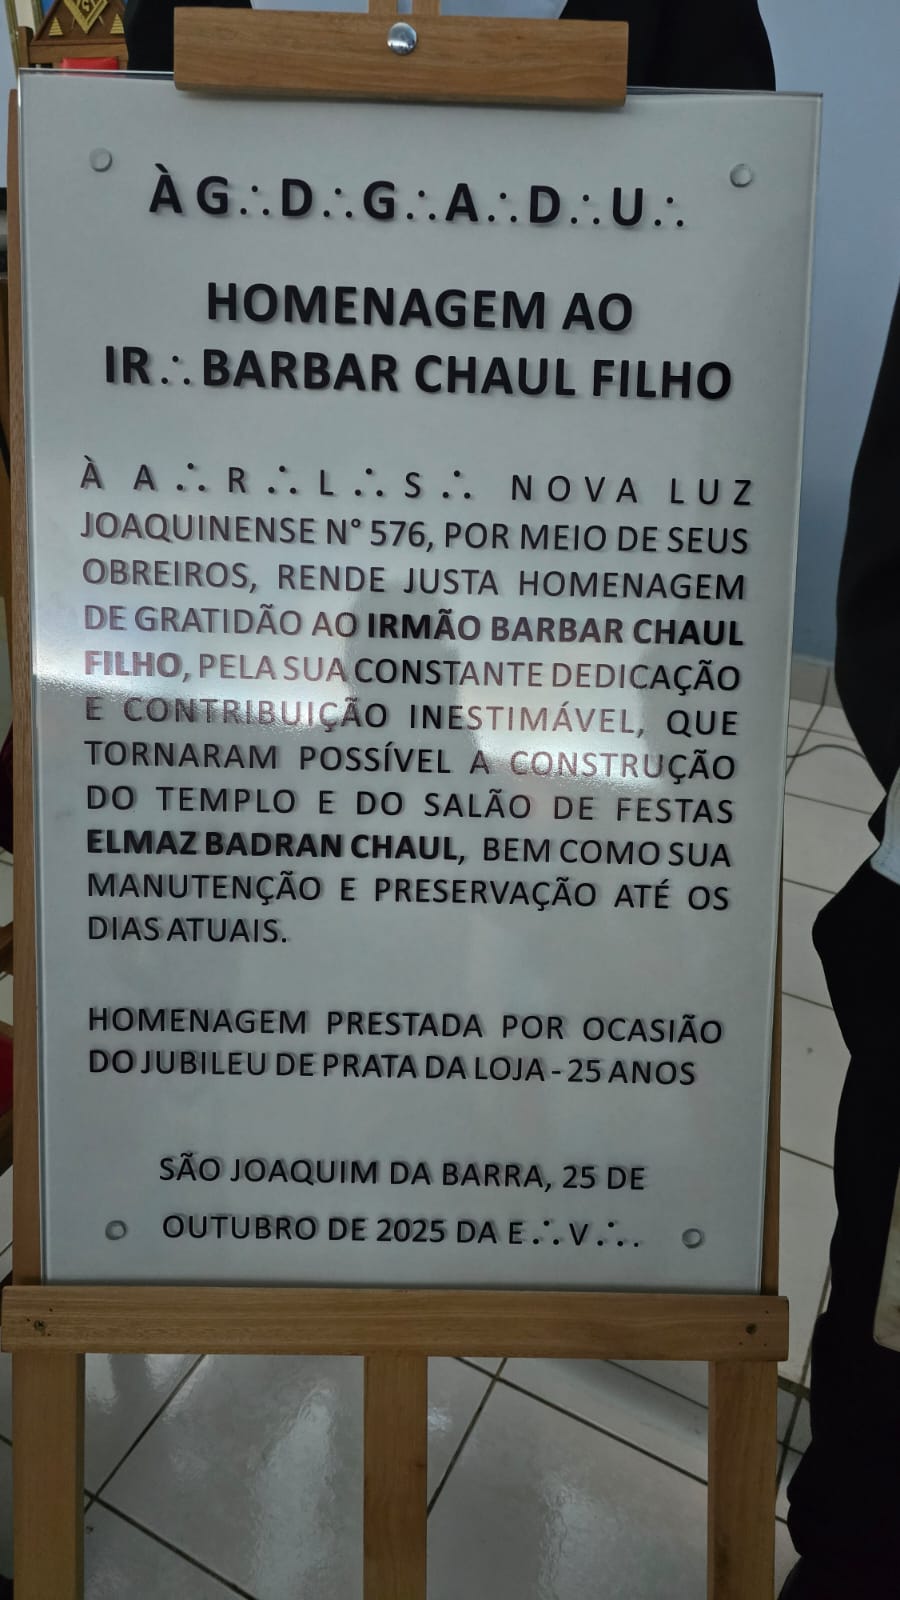 À G∴D∴G∴A∴D∴U∴
HOMENAGEM AO
IR∴BARBAR CHAUL FILHO
À A∴R∴L∴S∴ NOVA LUZ
JOAQUINENSE N° 576, POR MEIO DE SEUS
OBREIROS, RENDE JUSTA HOMENAGEM
DE GRATIDÃO AO IRMÃO BARBAR CHAUL
FILHO, PELA SUA CONSTANTE DEDICAÇÃO
E CONTRIBUIÇÃO INESTIMÁVEL, QUE
TORNARAM POSSÍVEL A CONSTRUÇÃO
DO TEMPLO E DO SALÃO DE FESTAS
ELMAZ BADRAN CHAUL, BEM COMO SUA
MANUTENÇÃO E PRESERVAÇÃO ATÉ OS
DIAS ATUAIS.
HOMENAGEM PRESTADA POR OCASIÃO
DO JUBILEU DE PRATA DA LOJA - 25 ANOS
SÃO JOAQUIM DA BARRA, 25 DE
OUTUBRO DE 2025 DA E∴V∴.